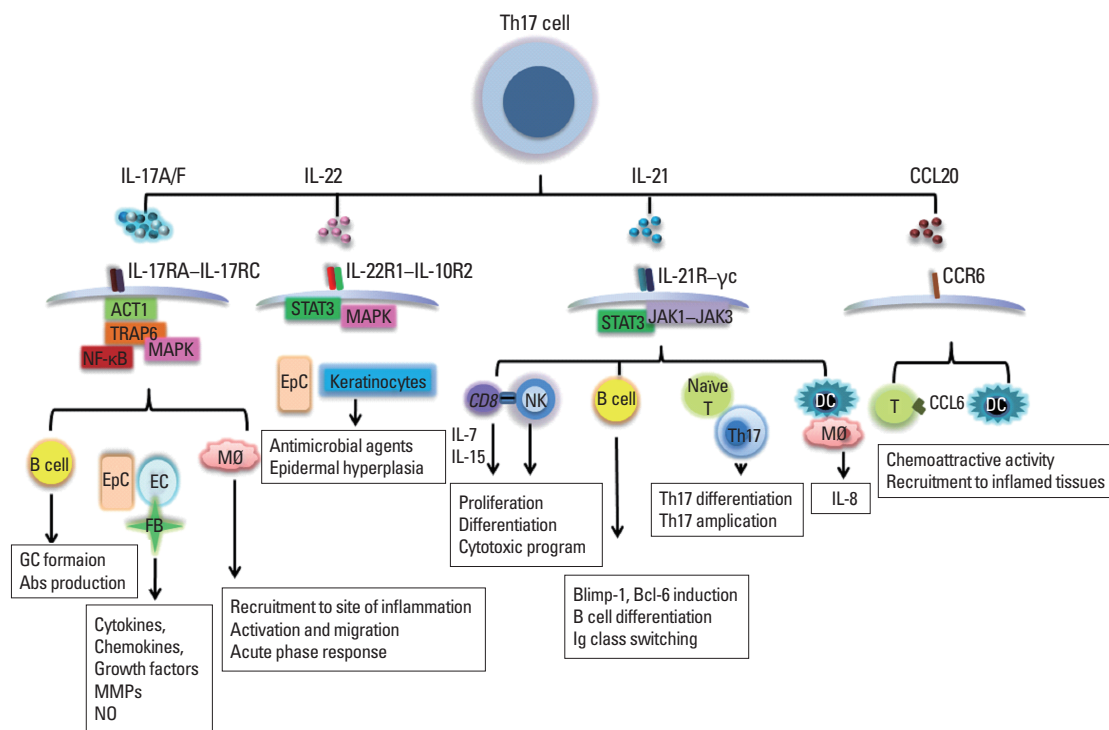 Th17 cell
IL-17A/F
IL-22
IL-21
CCL20
IL-17RA–IL-17RC
IL-22R1–IL-10R2
IL-21R–γc
CCR6
ACT1
TRAP6
NF-κB
MAPK
STAT3
MAPK
STAT3
JAK1–JAK3
B cell
EpC
EC
FB
MØ
EpC
Keratinocytes
CD8
NK
IL-7
IL-15
B cell
Naïve
T
Th17
DC
MØ
T
CCL6
DC
GC formaion
Abs production
Cytokines,
Chemokines,
Growth factors
MMPs
NO
Recruitment to site of inflammation
Activation and migration
Acute phase response
Antimicrobial agents
Epidermal hyperplasia
Proliferation
Differentiation
Cytotoxic program
Blimp-1, Bcl-6 induction
B cell differentiation
Ig class switching
Th17 differentiation
Th17 amplication
IL-8
Chemoattractive activity
Recruitment to inflamed tissues